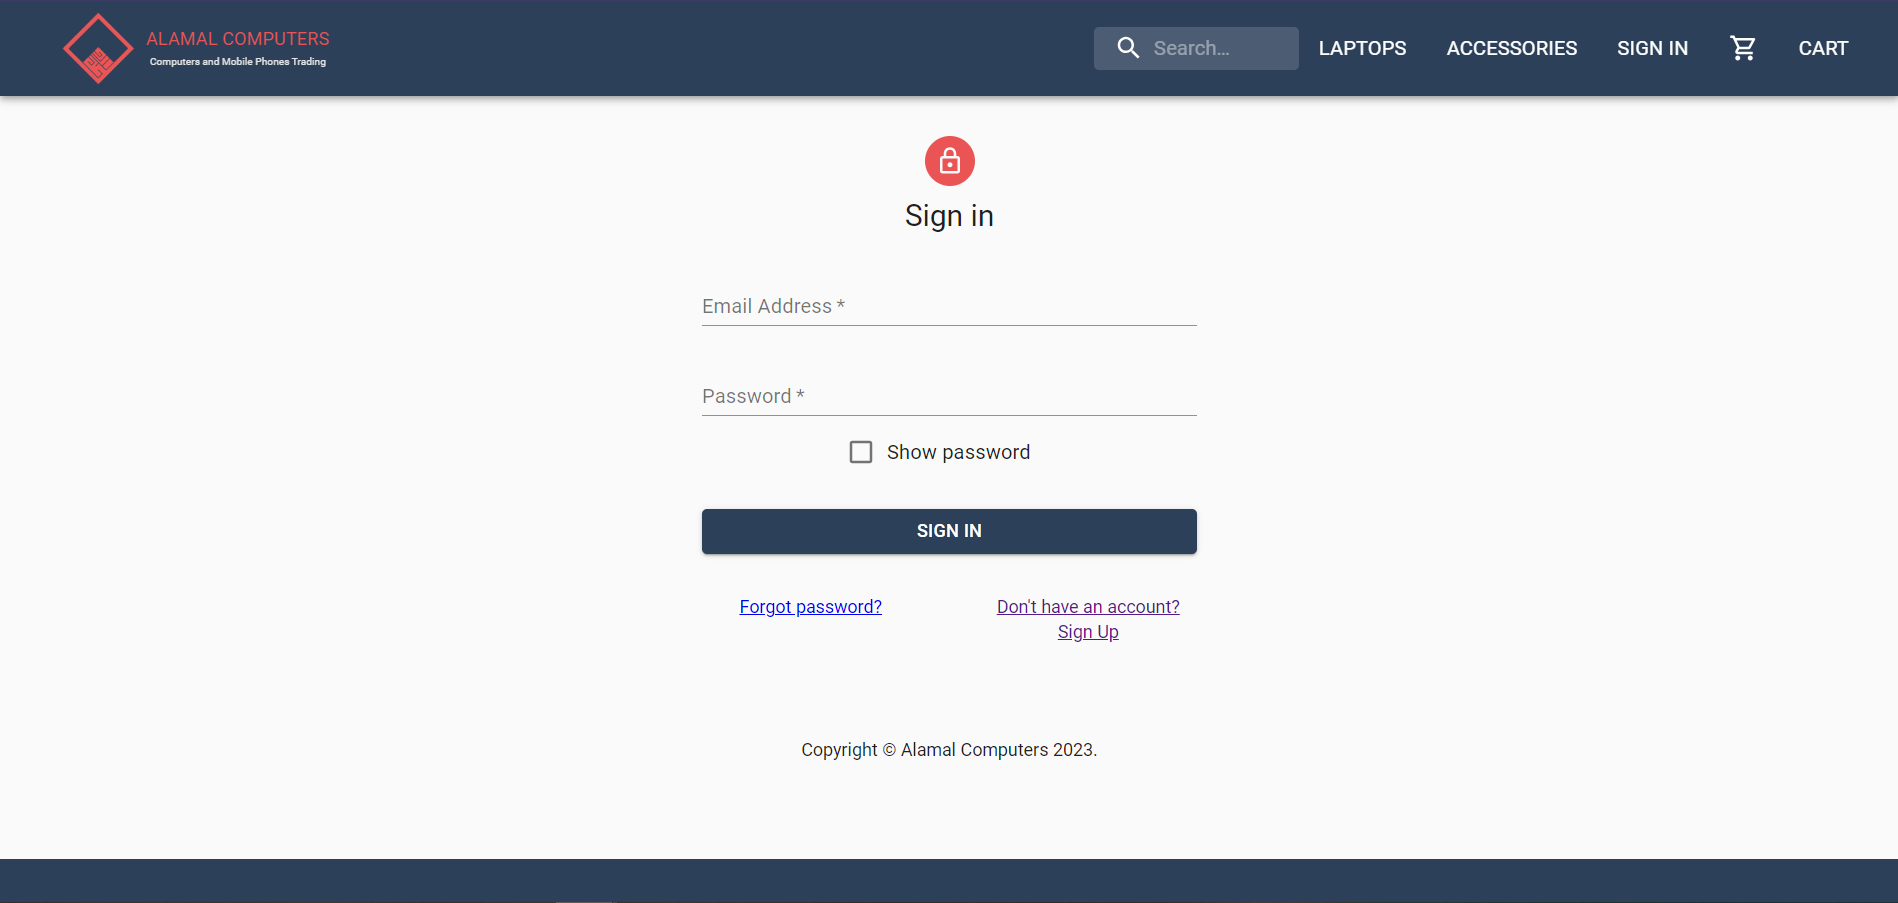 ALAMAL COMPUTERS
Computers and Mobile Phones Trading
Search...
LAPTOPS
ACCESSORIES
SIGN IN
CART
Sign in
Email Address *
Password *
Show password
SIGN IN
Forgot password?
Don't have an account?
Sign Up
Copyright © Alamal Computers 2023.